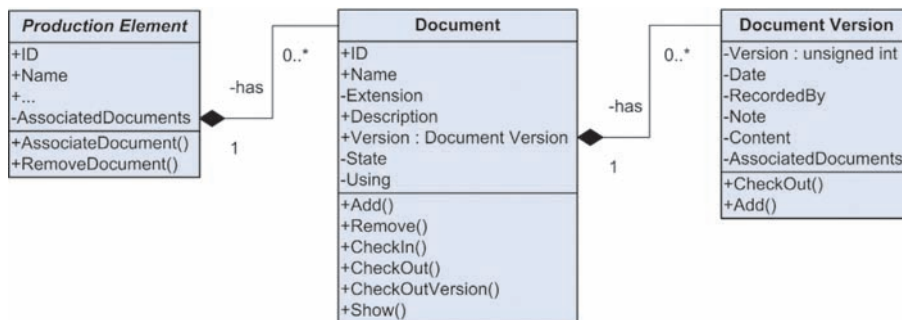 Production Element
+ID
+Name
+...
-AssociatedDocuments
+AssociateDocument()
+RemoveDocument()
-has
0..*
1
Document
+ID
+Name
-Extension
+Description
+Version : Document Version
-State
-Using
+Add()
+Remove()
+CheckIn()
+CheckOut()
+CheckOutVersion()
+Show()
-has
0..*
1
Document Version
-Version : unsigned int
-Date
-RecordedBy
-Note
-Content
-AssociatedDocuments
+CheckOut()
+Add()